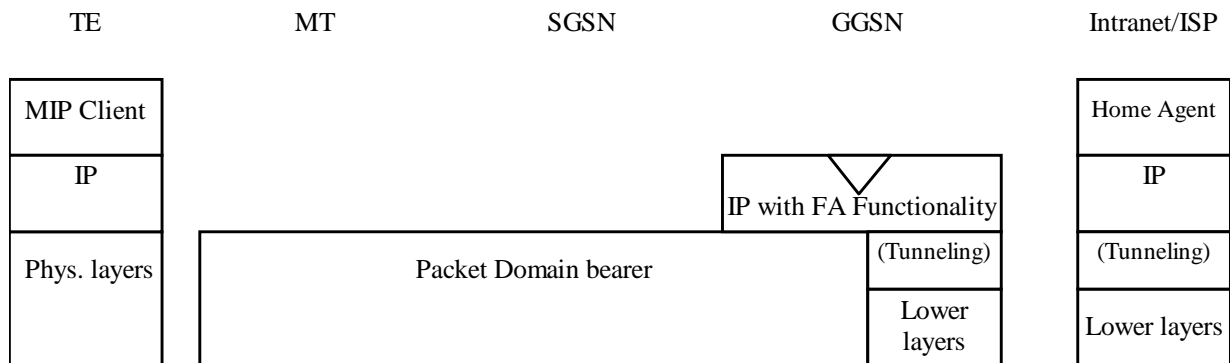 TE MT SGSN GGSN Intranet/ISP
MIP Client Home Agent
IP IP
IP with FA Functionality
Phys. layers Packet Domain bearer (Tunneling) (Tunneling)
Lower
layers
Lower layers